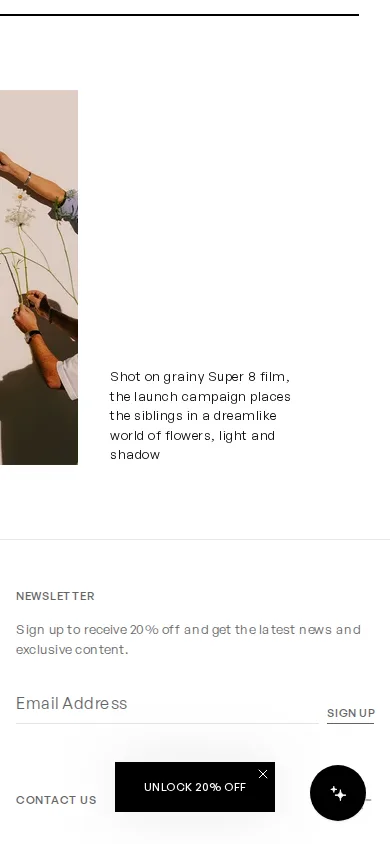 Shot on grainy Super 8 film,
the launch campaign places
the siblings in a dreamlike
world of flowers, light and
shadow
NEWSLETTER
Sign up to receive 20% off and get the latest news and
exclusive content.
Email Address
SIGN UP
UNLOCK 20% OFF
CONTACT US